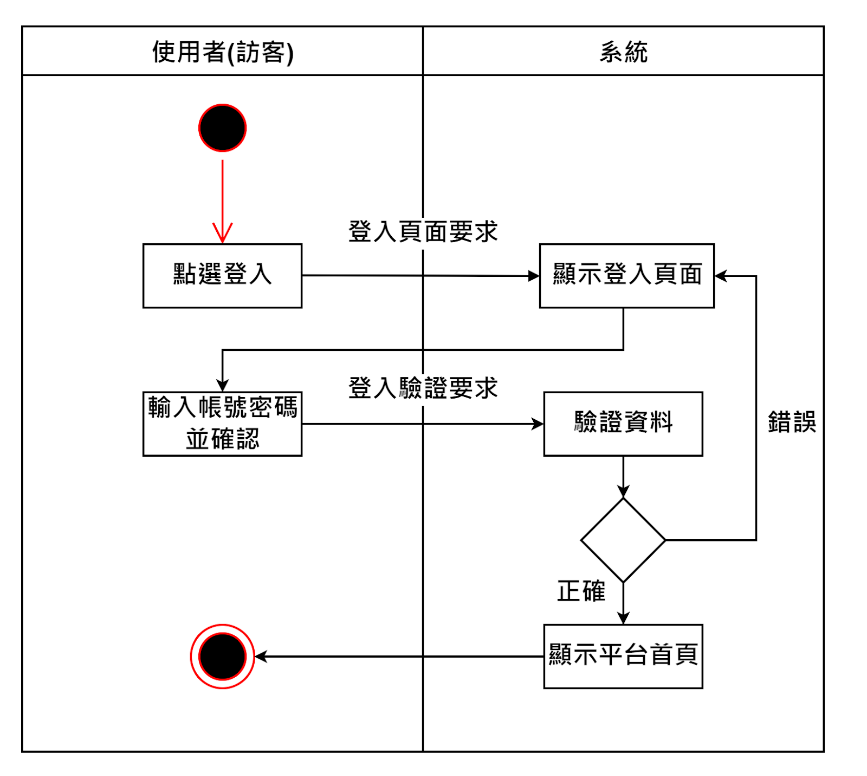 使用者(訪客)
系統
登入頁面要求
點選登入
顯示登入頁面
登入驗證要求
輸入帳號密碼
並確認
驗證資料
錯誤
正確
顯示平台首頁